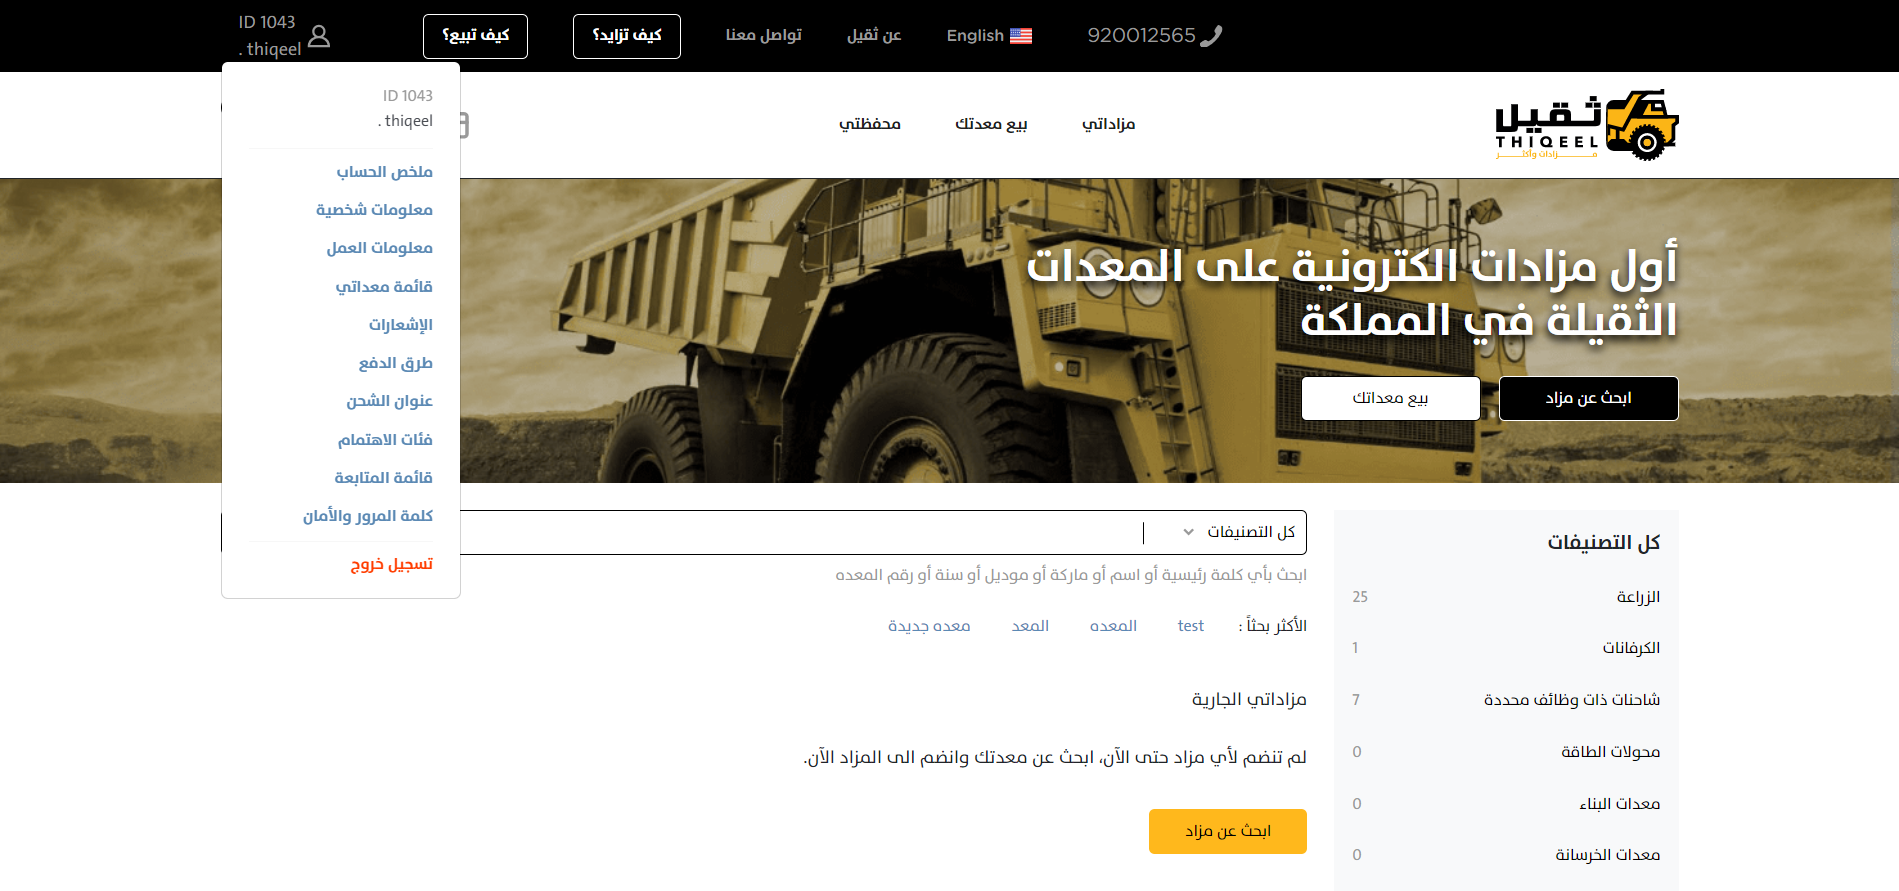 920012565
English
عن ثقيل
تواصل معنا
كيف تزايد؟
كيف تبيع؟
ID 1043
. thiqeel
ثقيل
THIQEEL
مزادات وأكثر
مزاداتي
بيع معدتك
محفظتي
ID 1043
. thiqeel
ملخص الحساب
معلومات شخصية
معلومات العمل
قائمة معداتي
الإشعارات
طرق الدفع
عنوان الشحن
فئات الاهتمام
قائمة المتابعة
كلمة المرور والأمان
تسجيل خروج
أول مزادات الكترونية على المعدات
الثقيلة في المملكة
ابحث عن مزاد
بيع معداتك
كل التصنيفات
الزراعة 25
الكرفانات 1
شاحنات ذات وظائف محددة 7
محولات الطاقة 0
معدات البناء 0
معدات الخرسانة 0
كل التصنيفات
ابحث بأي كلمة رئيسية أو اسم أو ماركة أو موديل أو سنة أو رقم المعده
الأكثر بحثاً : test المعده المعد معده جديدة
مزاداتي الجارية
لم تنضم لأي مزاد حتى الآن، ابحث عن معدتك وانضم الى المزاد الآن.
ابحث عن مزاد